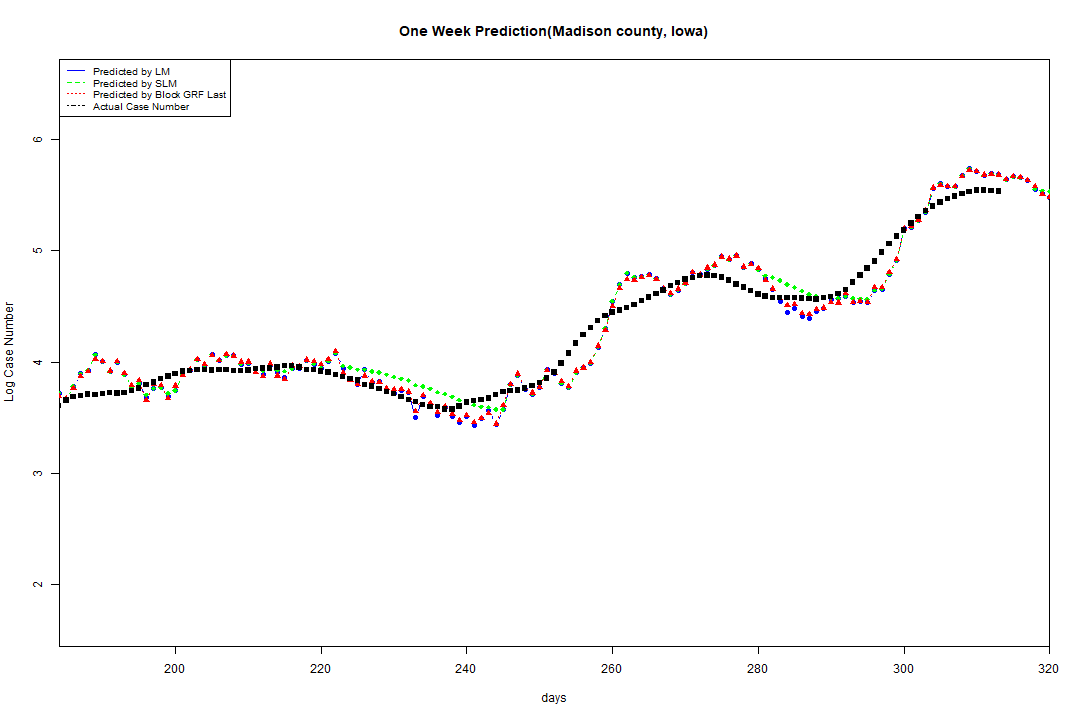 One Week Prediction(Madison county, Iowa)
Predicted by LM
Predicted by SLM
Predicted by Block GRF Last
Actual Case Number
6
5
4
3
2
Log Case Number
200
220
240
260
280
300
320
days